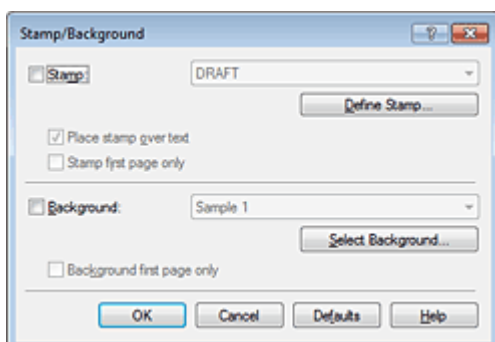 Stamp/Background
Stamp: DRAFT
Define Stamp...
Place stamp over text
Stamp first page only
Background: Sample 1
Select Background...
Background first page only
OK Cancel Defaults Help